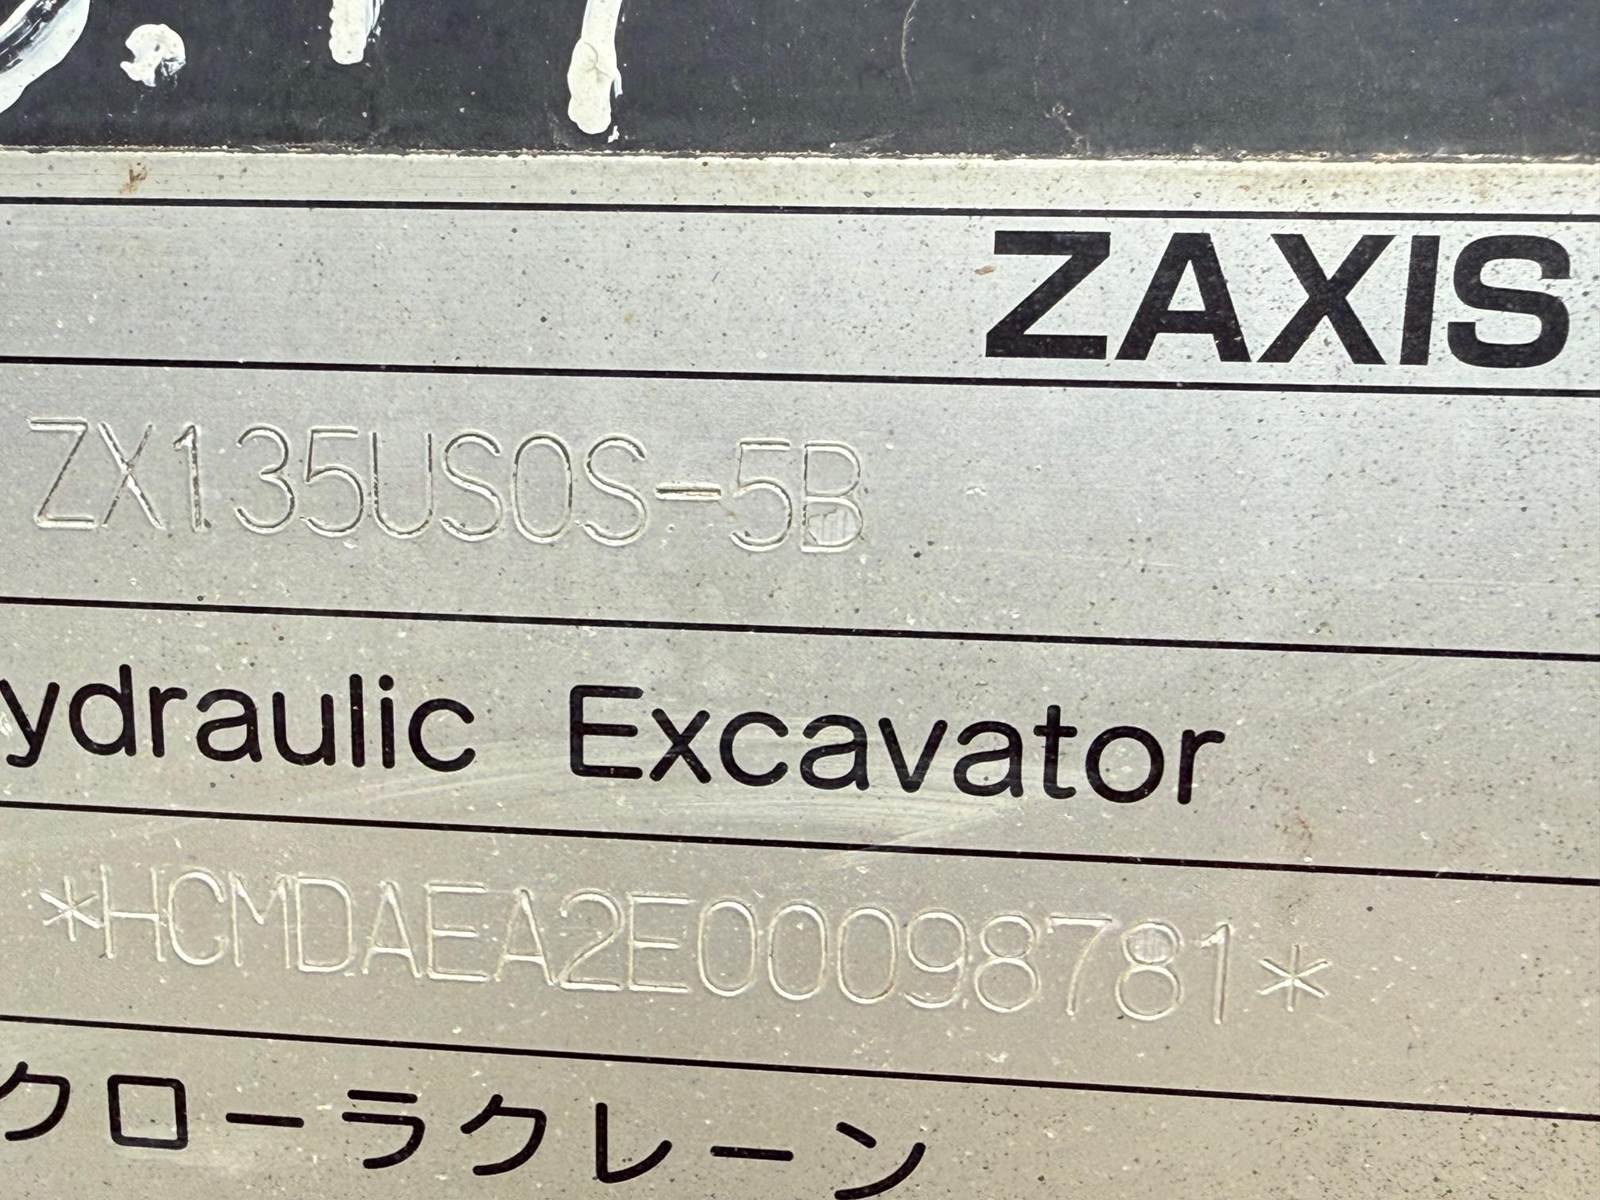 ZAXIS
ZX135USOS-5B
ydraulic Excavator
*HCMDAEA2E00098781*
クローラクレーン